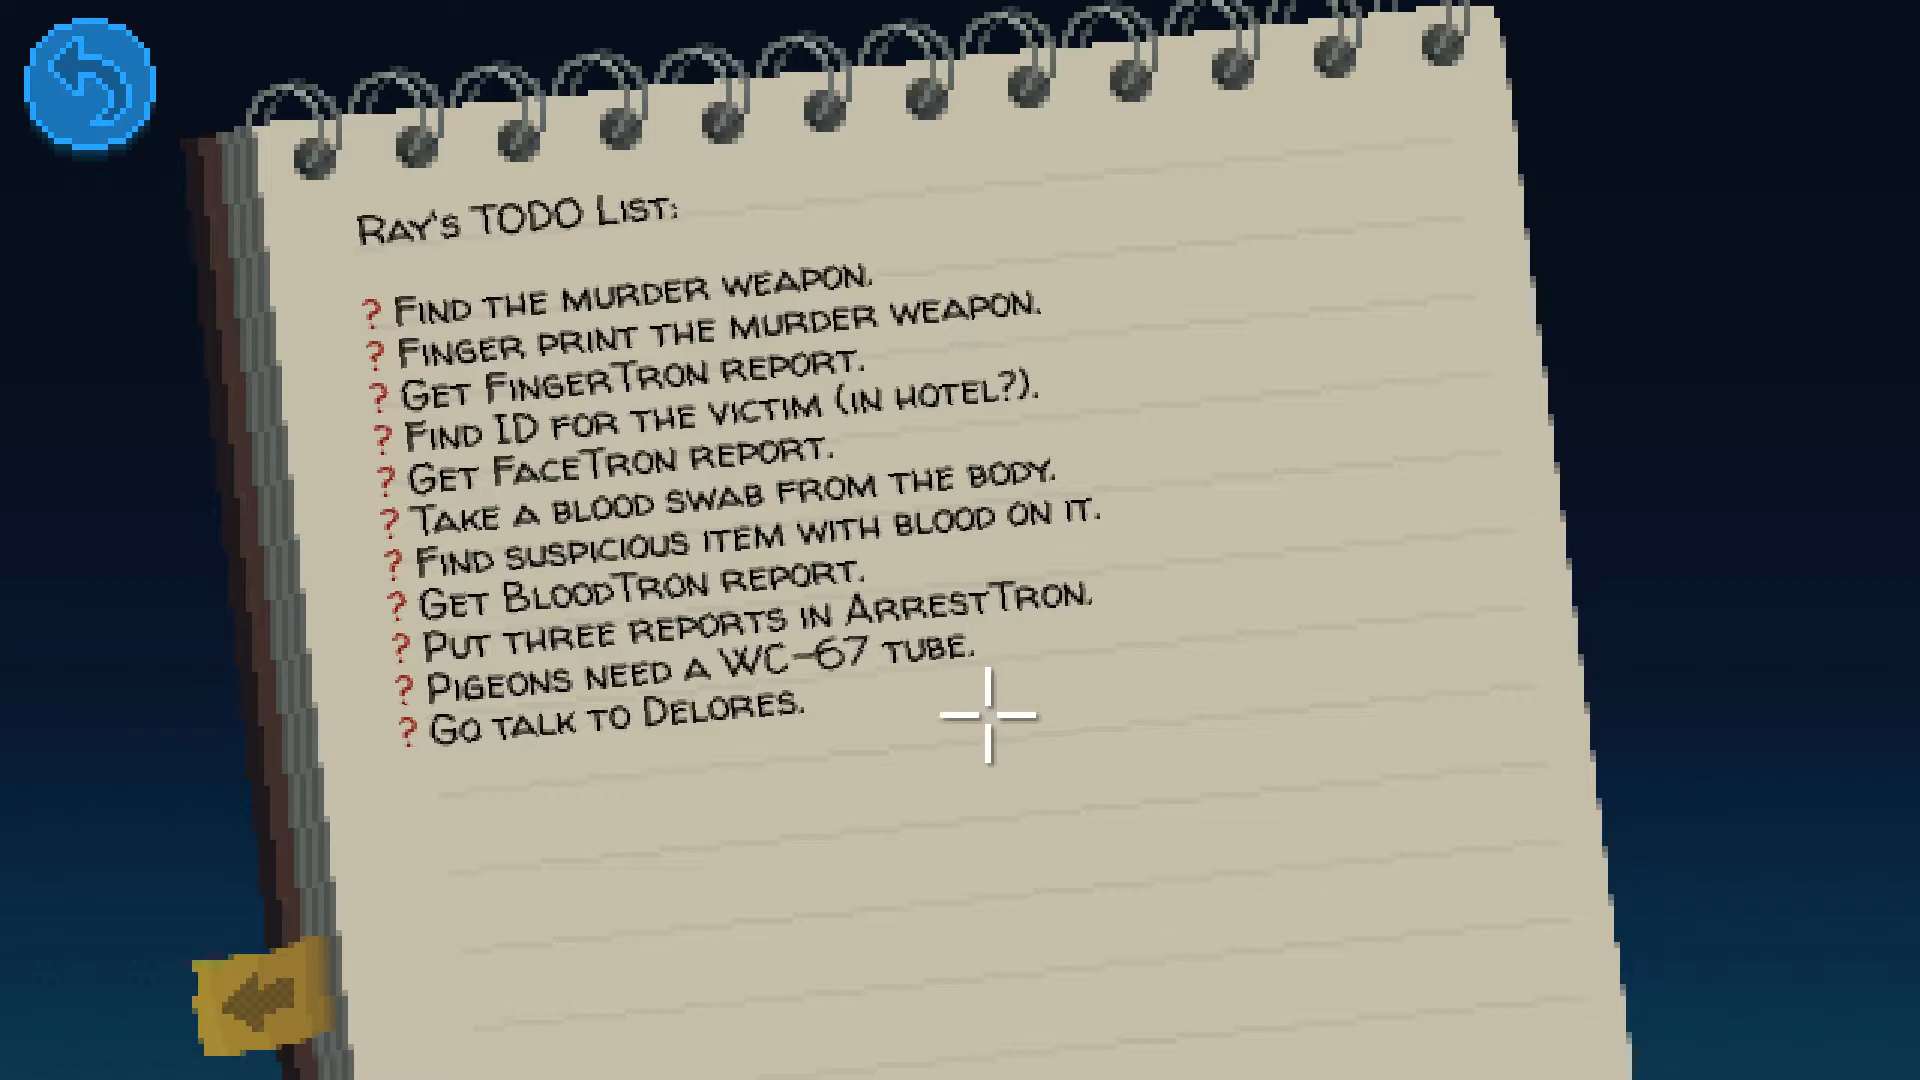 Ray's TODO List:
? Find the murder weapon.
? Finger print the murder weapon.
? Get FingerTron report.
? Find ID for the victim (in hotel?).
? Get FaceTron report.
? Take a blood swab from the body.
? Find suspicious item with blood on it.
? Get BloodTron report.
? Put three reports in ArrestTron.
? Pigeons need a WC-67 tube.
? Go talk to Delores.